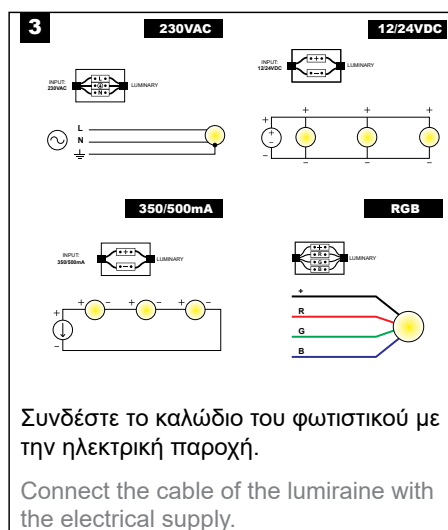 3
230VAC
INPUT:
230VAC
L
N
LUMINARY
L
N
12/24VDC
INPUT:
12/24VDC
+
-
LUMINARY
+ + +
+
+
-
-
- - -
350/500mA
INPUT:
350/500mA
+
-
LUMINARY
+ - + - + -
+
-
RGB
+
R
G
B
LUMINARY
+
R
G
B
Συνδέστε το καλώδιο του φωτιστικού με
την ηλεκτρική παροχή.
Connect the cable of the lumiraine with
the electrical supply.